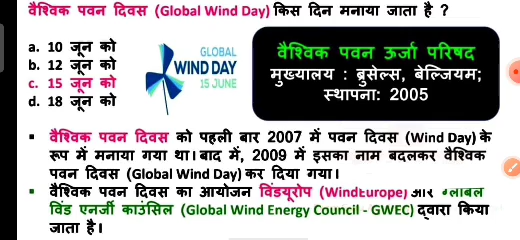 वैश्विक पवन दिवस (Global Wind Day) किस दिन मनाया जाता है ?
a. 10 जून को
b. 12 जून को
c. 15 जून को
d. 18 जून को
GLOBAL
WIND DAY
15 JUNE
वैश्विक पवन ऊर्जा परिषद
मुख्यालय : ब्रुसेल्स, बेल्जियम;
स्थापना: 2005
▪ वैश्विक पवन दिवस को पहली बार 2007 में पवन दिवस (Wind Day) के
रूप में मनाया गया था। बाद में, 2009 में इसका नाम बदलकर वैश्विक
पवन दिवस (Global Wind Day) कर दिया गया।
▪ वैश्विक पवन दिवस का आयोजन विंडयूरोप (WindEurope) और ग्लोबल
विंड एनर्जी काउंसिल (Global Wind Energy Council - GWEC) द्वारा किया
जाता है।